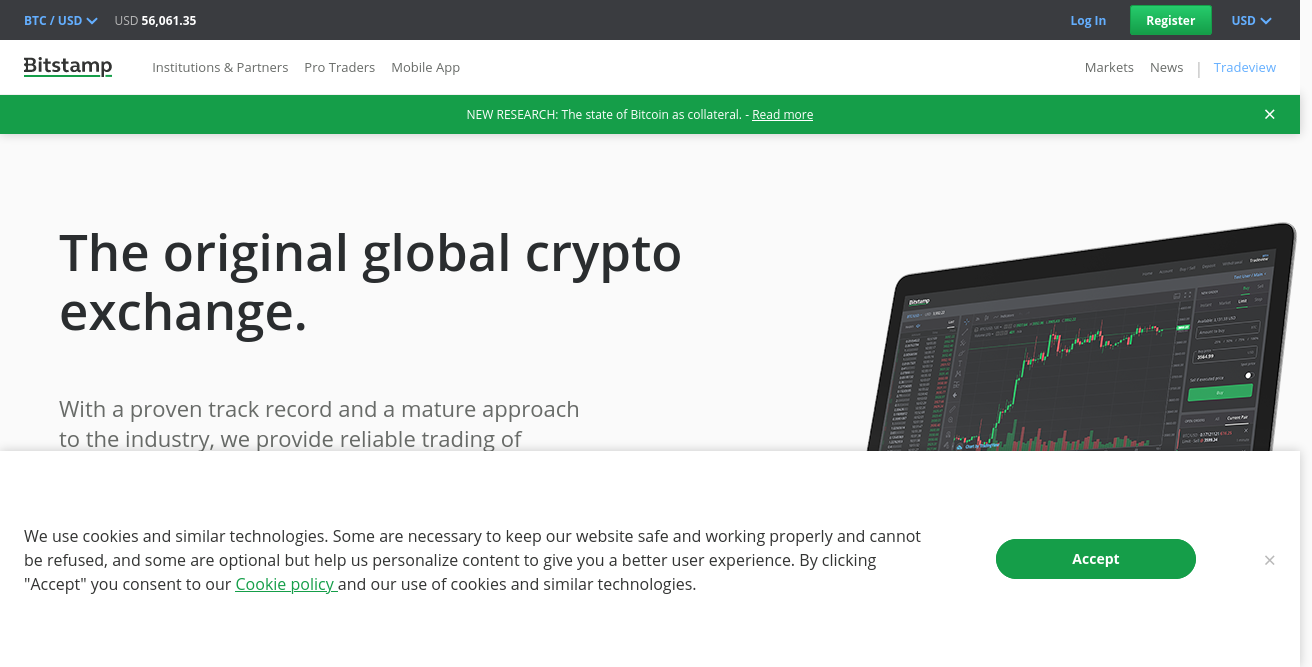 BTC / USD USD 56,061.35 Log In Register USD
Bitstamp Institutions & Partners Pro Traders Mobile App Markets News | Tradeview
NEW RESEARCH: The state of Bitcoin as collateral. - Read more ×
The original global crypto
exchange.
With a proven track record and a mature approach
to the industry, we provide reliable trading of
Bitstamp
We use cookies and similar technologies. Some are necessary to keep our website safe and working properly and cannot
be refused, and some are optional but help us personalize content to give you a better user experience. By clicking
"Accept" you consent to our Cookie policy and our use of cookies and similar technologies.
Accept ×